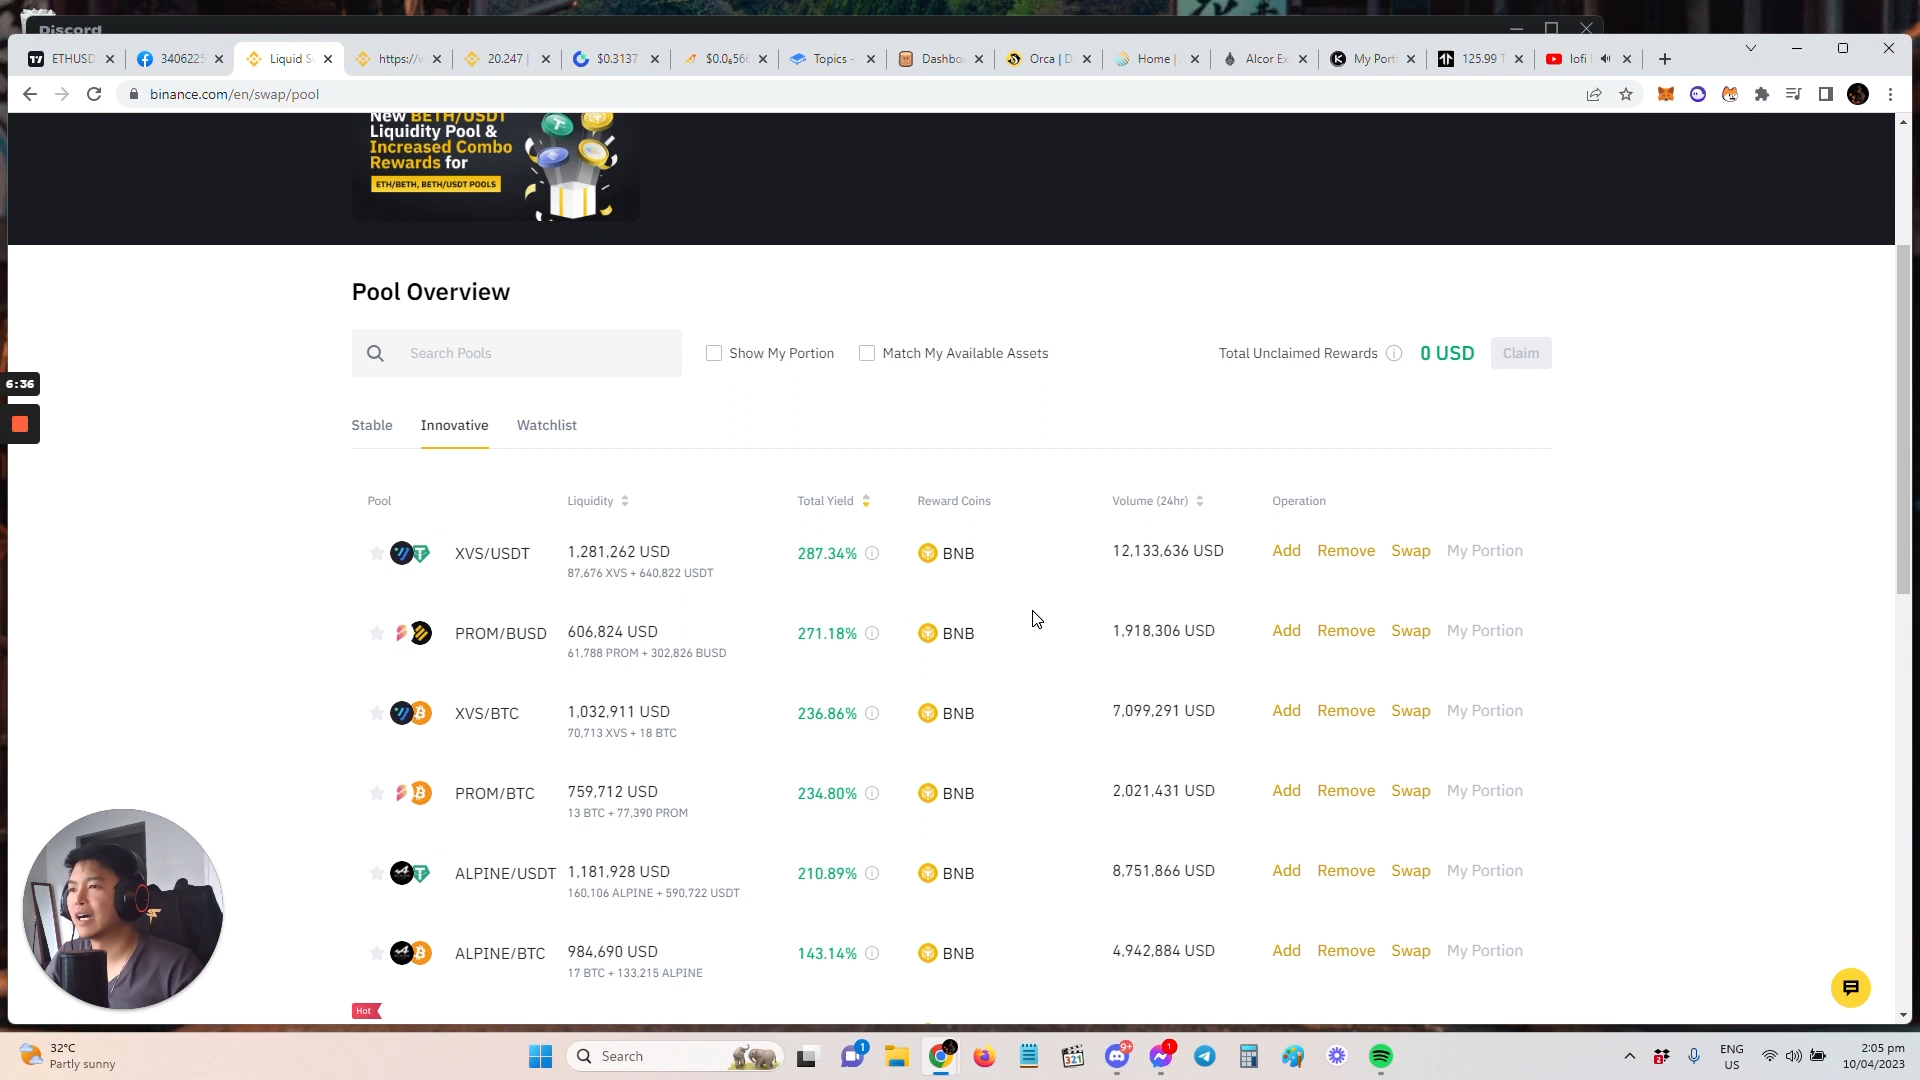 Discord
ETHUSD
3406225
Liquid S
https://
20.247 |
$0.3137
$0.0₆56
Topics -
Dashbo
Orca | D
Home |
Alcor Ex
My Port
125.99 T
lofi
binance.com/en/swap/pool
New BETH/USDT
Liquidity Pool &
Increased Combo
Rewards for
ETH/BETH, BETH/USDT POOLS
Pool Overview
Search Pools
Show My Portion
Match My Available Assets
Total Unclaimed Rewards
0 USD
Claim
6:36
Stable
Innovative
Watchlist
Pool Liquidity Total Yield Reward Coins Volume (24hr) Operation
XVS/USDT 1,281,262 USD 287.34% BNB 12,133,636 USD Add Remove Swap My Portion
87,676 XVS + 640,822 USDT
PROM/BUSD 606,824 USD 271.18% BNB 1,918,306 USD Add Remove Swap My Portion
61,788 PROM + 302,826 BUSD
XVS/BTC 1,032,911 USD 236.86% BNB 7,099,291 USD Add Remove Swap My Portion
70,713 XVS + 18 BTC
PROM/BTC 759,712 USD 234.80% BNB 2,021,431 USD Add Remove Swap My Portion
13 BTC + 77,390 PROM
ALPINE/USDT 1,181,928 USD 210.89% BNB 8,751,866 USD Add Remove Swap My Portion
160,106 ALPINE + 590,722 USDT
ALPINE/BTC 984,690 USD 143.14% BNB 4,942,884 USD Add Remove Swap My Portion
17 BTC + 133,215 ALPINE
Hot
32°C
Partly sunny
Search
1
321
9+
1
2
ENG
US
2:05 pm
10/04/2023